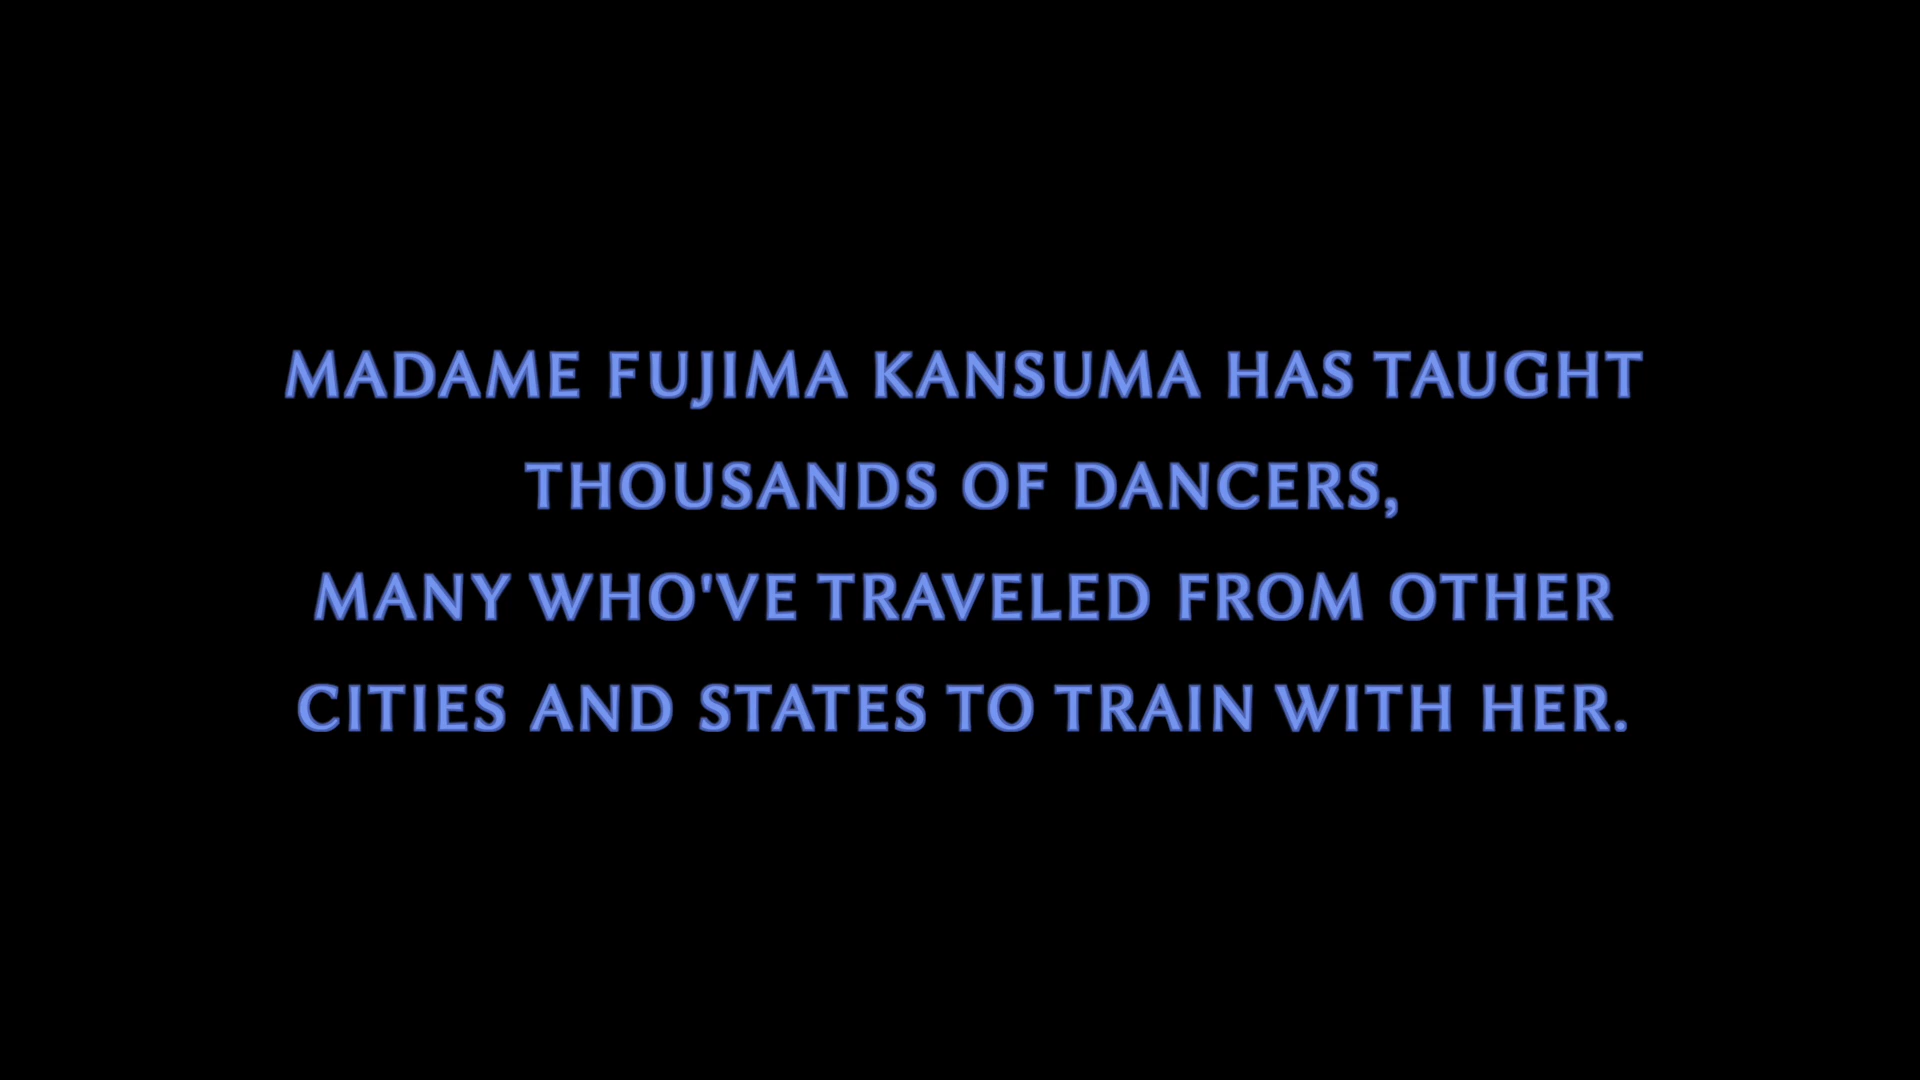 MADAME FUJIMA KANSUMA HAS TAUGHT
THOUSANDS OF DANCERS,
MANY WHO'VE TRAVELED FROM OTHER
CITIES AND STATES TO TRAIN WITH HER.